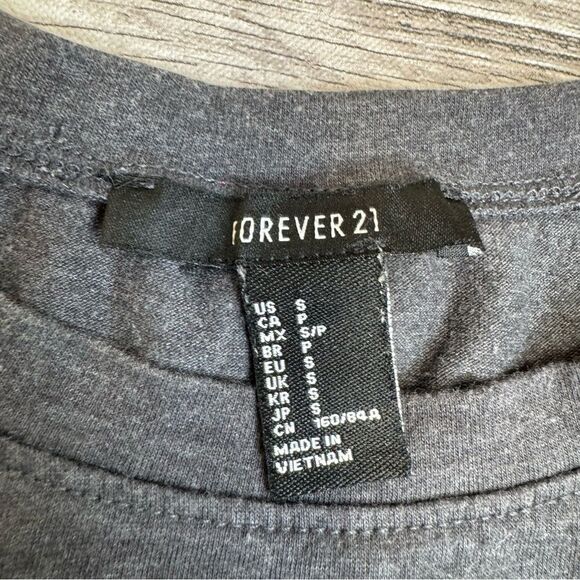 FOREVER 21
US S
CA P
MX S/P
BR P
EU S
UK S
KR S
JP S
CN 160/84A
MADE IN
VIETNAM